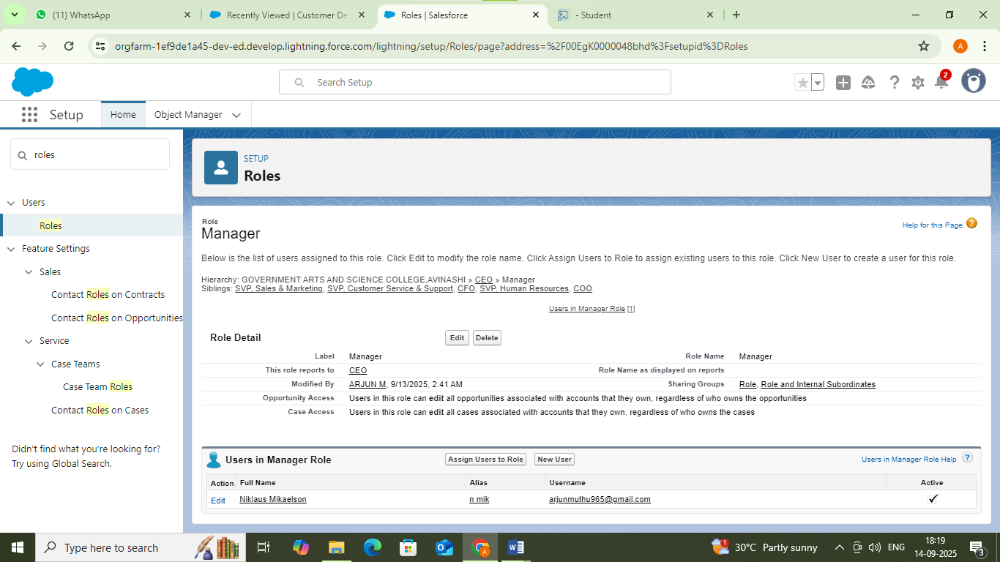 (11) WhatsApp
Recently Viewed | Customer De
Roles | Salesforce
- Student
orgfarm-1ef9de1a45-dev-ed.develop.lightning.force.com/lightning/setup/Roles/page?address=%2F00EgK0000048bhd%3Fsetupid%3DRoles
A
Search Setup
2
Setup
Home
Object Manager
roles
Users
Roles
Feature Settings
Sales
Contact Roles on Contracts
Contact Roles on Opportunities
Service
Case Teams
Case Team Roles
Contact Roles on Cases
Didn't find what you're looking for?
Try using Global Search.
SETUP
Roles
Role
Manager
Help for this Page ?
Below is the list of users assigned to this role. Click Edit to modify the role name. Click Assign Users to Role to assign existing users to this role. Click New User to create a user for this role.
Hierarchy: GOVERNMENT ARTS AND SCIENCE COLLEGE,AVINASHI » CEO » Manager
Siblings: SVP, Sales & Marketing, SVP, Customer Service & Support, CFO, SVP, Human Resources, COO
Users in Manager Role [1]
Role Detail Edit Delete
Label Manager Role Name Manager
This role reports to CEO Role Name as displayed on reports
Modified By ARJUN M, 9/13/2025, 2:41 AM Sharing Groups Role, Role and Internal Subordinates
Opportunity Access Users in this role can edit all opportunities associated with accounts that they own, regardless of who owns the opportunities
Case Access Users in this role can edit all cases associated with accounts that they own, regardless of who owns the cases
Users in Manager Role Assign Users to Role New User Users in Manager Role Help ?
Action Full Name Alias Username Active
Edit Niklaus Mikaelson n mik arjunmuthu965@gmail.com
Type here to search
1
30°C Partly sunny
ENG
18:19
14-09-2025
3